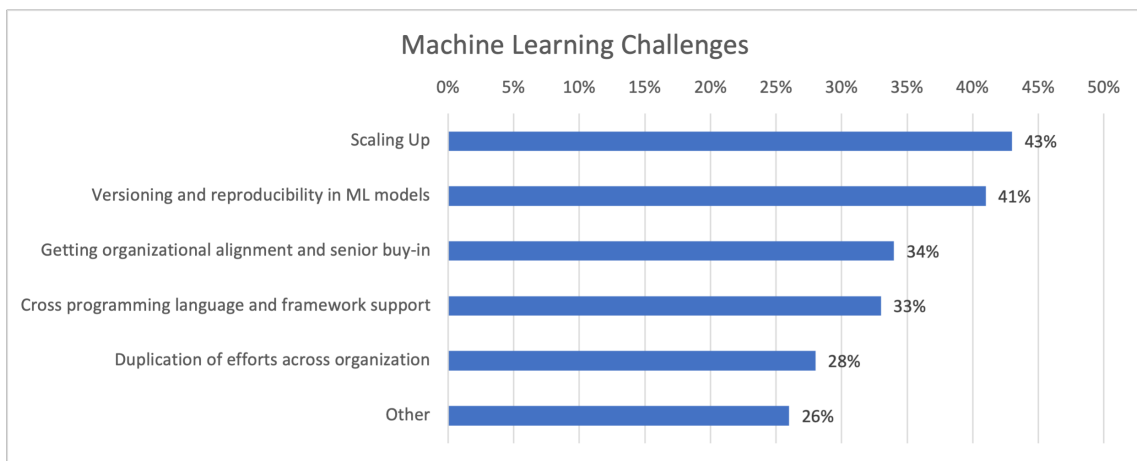 Machine Learning Challenges
0% 5% 10% 15% 20% 25% 30% 35% 40% 45% 50%
Scaling Up 43%
Versioning and reproducibility in ML models 41%
Getting organizational alignment and senior buy-in 34%
Cross programming language and framework support 33%
Duplication of efforts across organization 28%
Other 26%